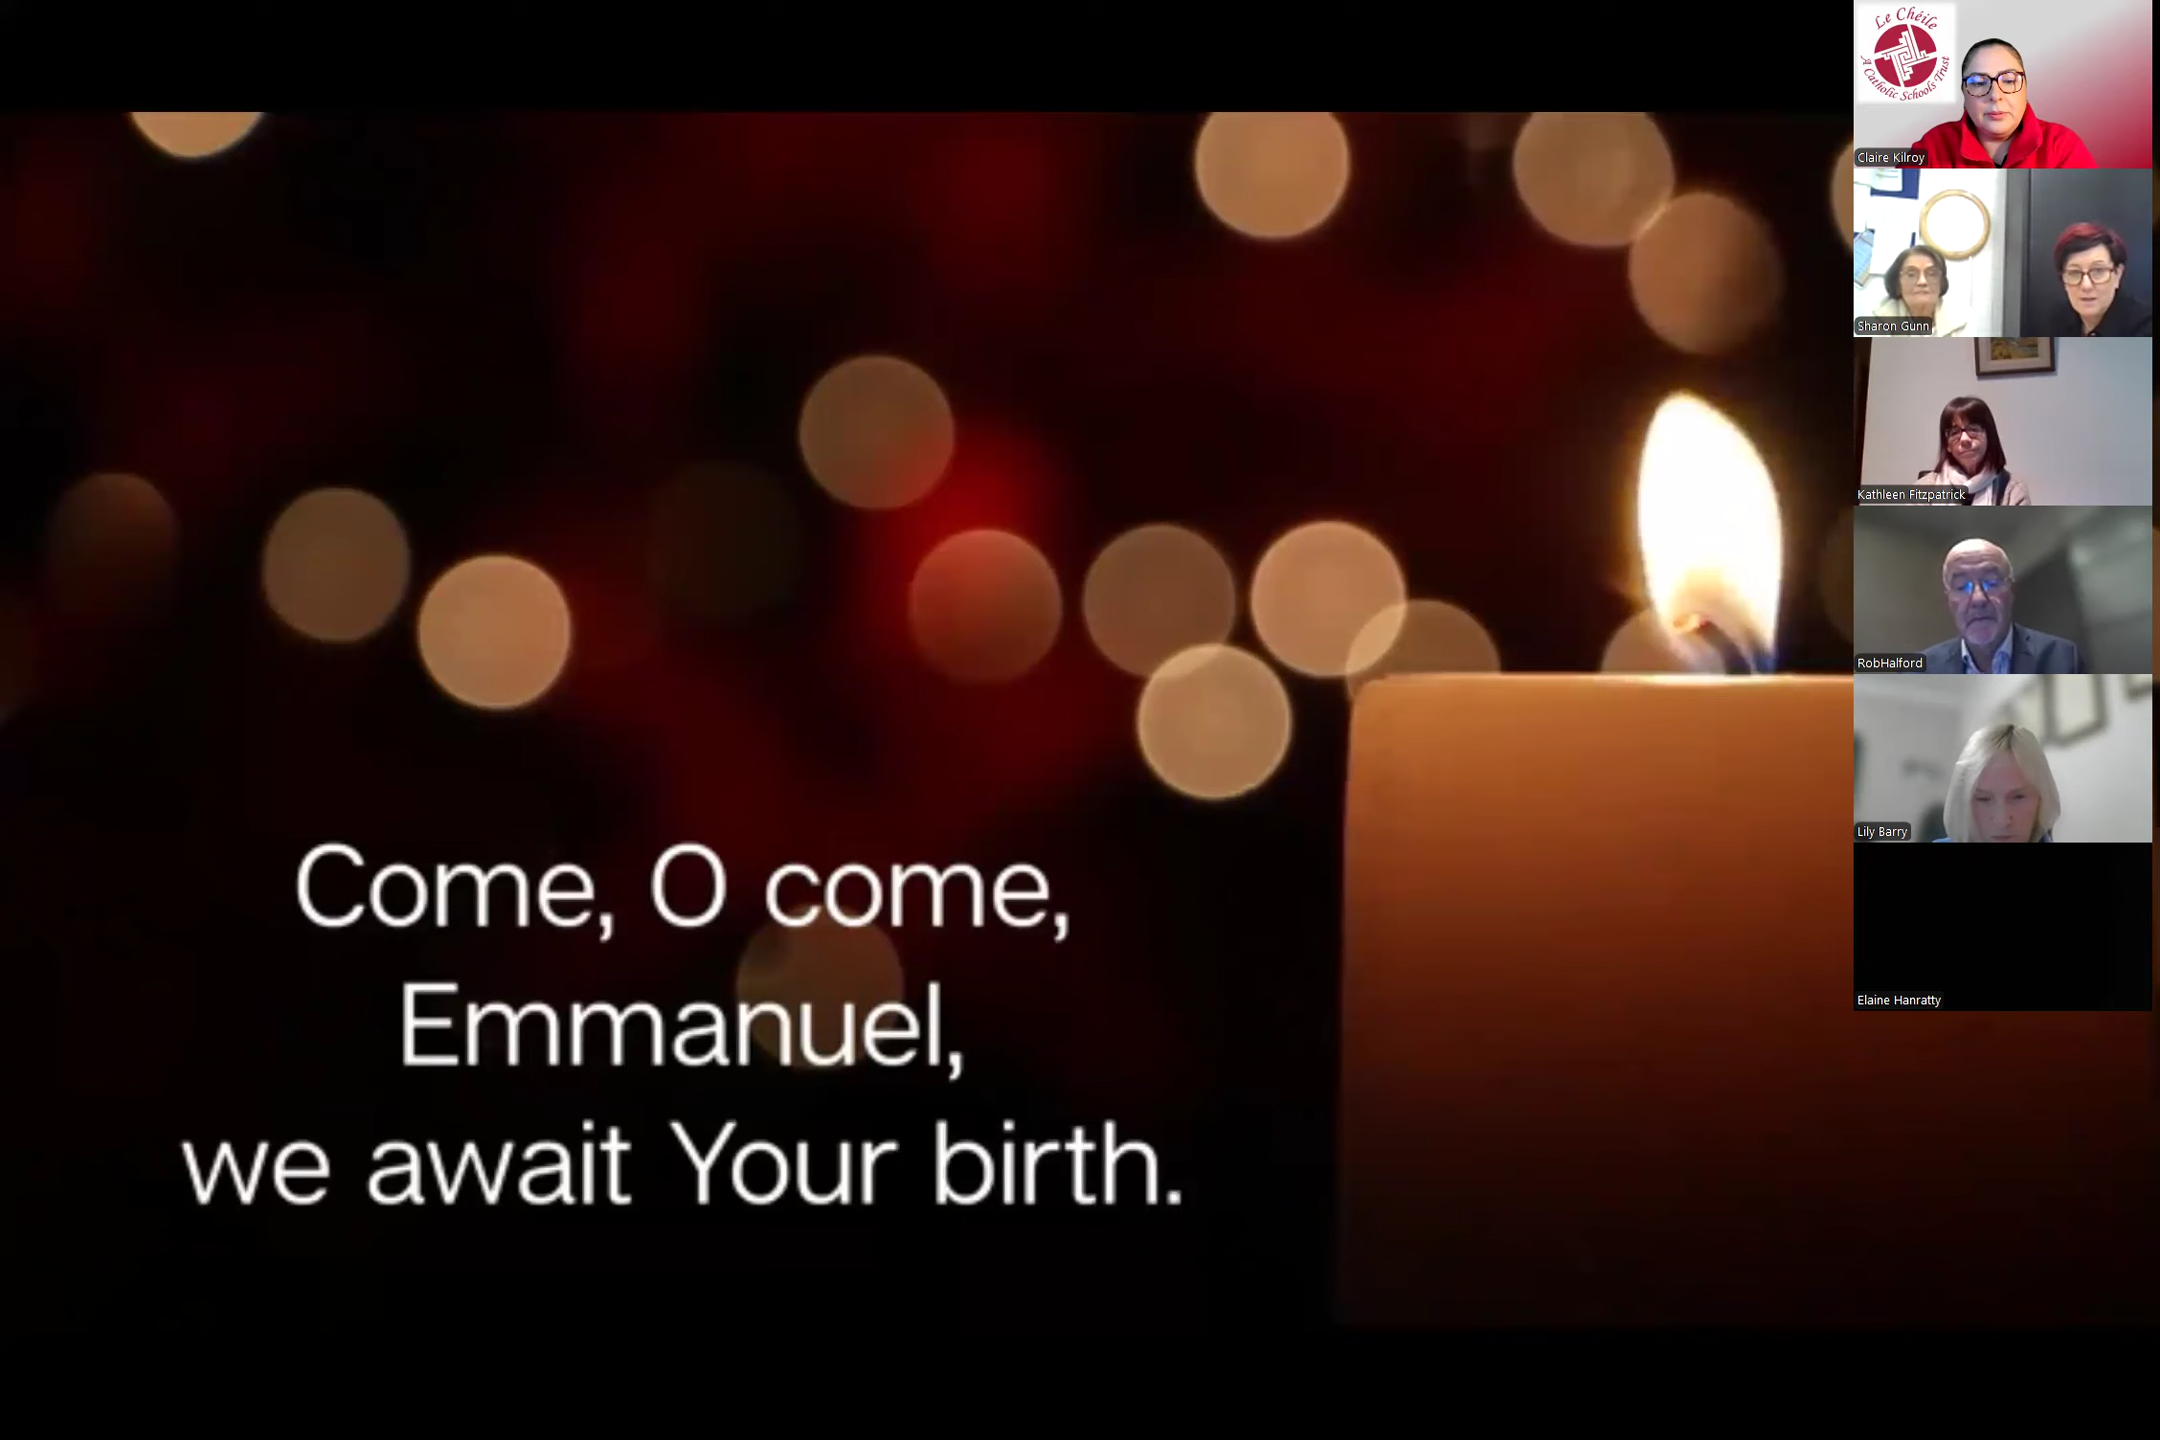 Come, O come,
Emmanuel,
we await Your birth.
Le Chéile
A Catholic Schools Trust
Claire Kilroy
Sharon Gunn
Kathleen Fitzpatrick
RobHalford
Lily Barry
Elaine Hanratty